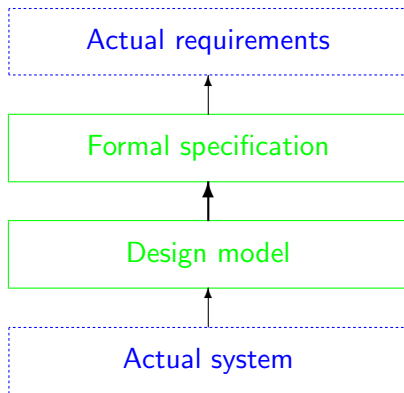 Actual requirements
Formal specification
Design model
Actual system